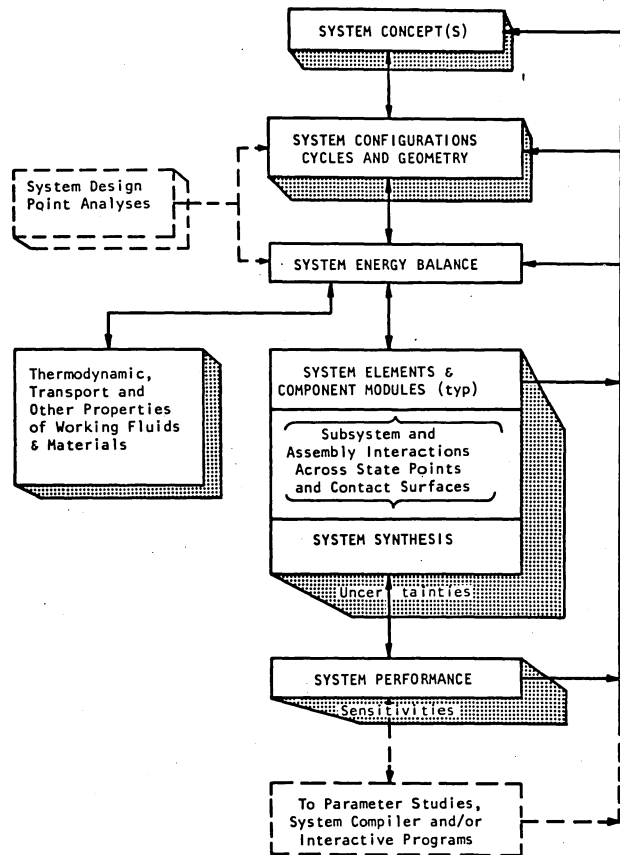 SYSTEM CONCEPT(S)
SYSTEM CONFIGURATIONS
CYCLES AND GEOMETRY
System Design
Point Analyses
SYSTEM ENERGY BALANCE
Thermodynamic,
Transport and
Other Properties
of Working Fluids
& Materials
SYSTEM ELEMENTS &
COMPONENT MODULES (typ)
Subsystem and
Assembly Interactions
Across State Points
and Contact Surfaces
SYSTEM SYNTHESIS
Uncertainties
SYSTEM PERFORMANCE
Sensitivities
To Parameter Studies,
System Compiler and/or
Interactive Programs